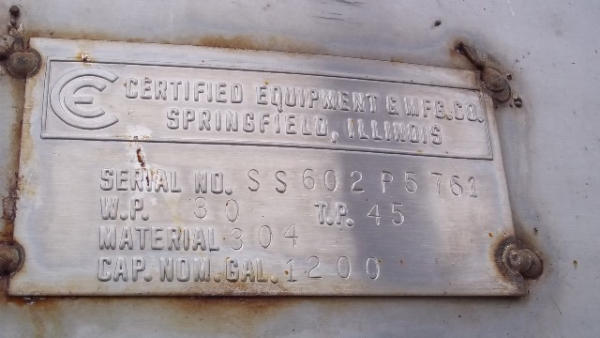 CE CERTIFIED EQUIPMENT & MFG. CO.
SPRINGFIELD, ILLINOIS
SERIAL NO. SS602P5761
W.P. 30 T.P. 45
MATERIAL 304
CAP. NOM. GAL. 1200